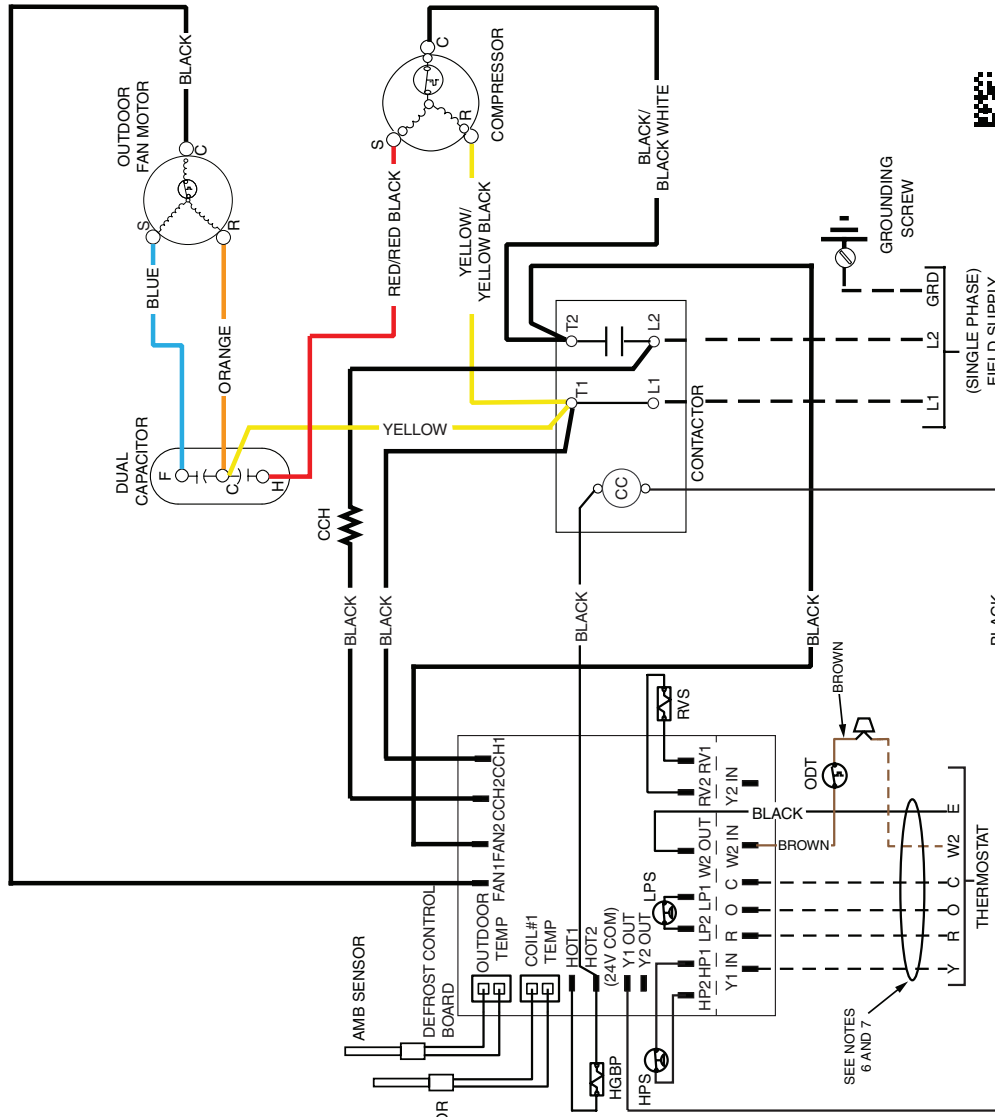 BLACK
OUTDOOR
FAN MOTOR
C
S
R
BLUE
ORANGE
DUAL
CAPACITOR
F
C
H
COMPRESSOR
C
S
R
RED/RED BLACK
YELLOW/
YELLOW BLACK
BLACK/
BLACK WHITE
GROUNDING
SCREW
GRD
L2
L1
(SINGLE PHASE)
FIELD SUPPLY
T2
L2
T1
L1
CC
CONTACTOR
YELLOW
CCH
BLACK
BLACK
BLACK
BLACK
BLACK
BROWN
RVS
ODT
FAN1
FAN2
CCH2
CCH1
OUTDOOR
TEMP
COIL#1
TEMP
DEFROST CONTROL
BOARD
AMB SENSOR
OR
HOT1
HOT2
(24V COM)
Y1 OUT
Y2 OUT
HGBP
HPS
LPS
HP2
HP1
LP2
LP1
W2 OUT
RV2
RV1
Y1 IN
R
O
C
W2 IN
Y2 IN
BLACK
BROWN
Y
R
O
C
W2
E
THERMOSTAT
SEE NOTES
6 AND 7